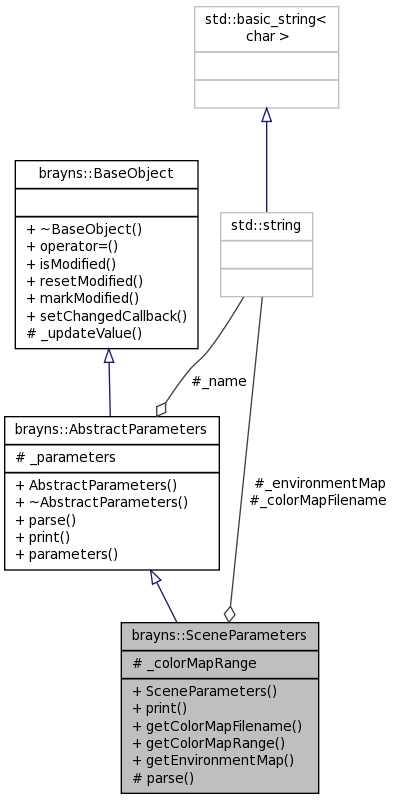 std::basic_string<
char >
brayns::BaseObject
+ ~BaseObject()
+ operator=()
+ isModified()
+ resetModified()
+ markModified()
+ setChangedCallback()
# _updateValue()
std::string
#_name
brayns::AbstractParameters
# _parameters
+ AbstractParameters()
+ ~AbstractParameters()
+ parse()
+ print()
+ parameters()
#_environmentMap
#_colorMapFilename
brayns::SceneParameters
# _colorMapRange
+ SceneParameters()
+ print()
+ getColorMapFilename()
+ getColorMapRange()
+ getEnvironmentMap()
# parse()